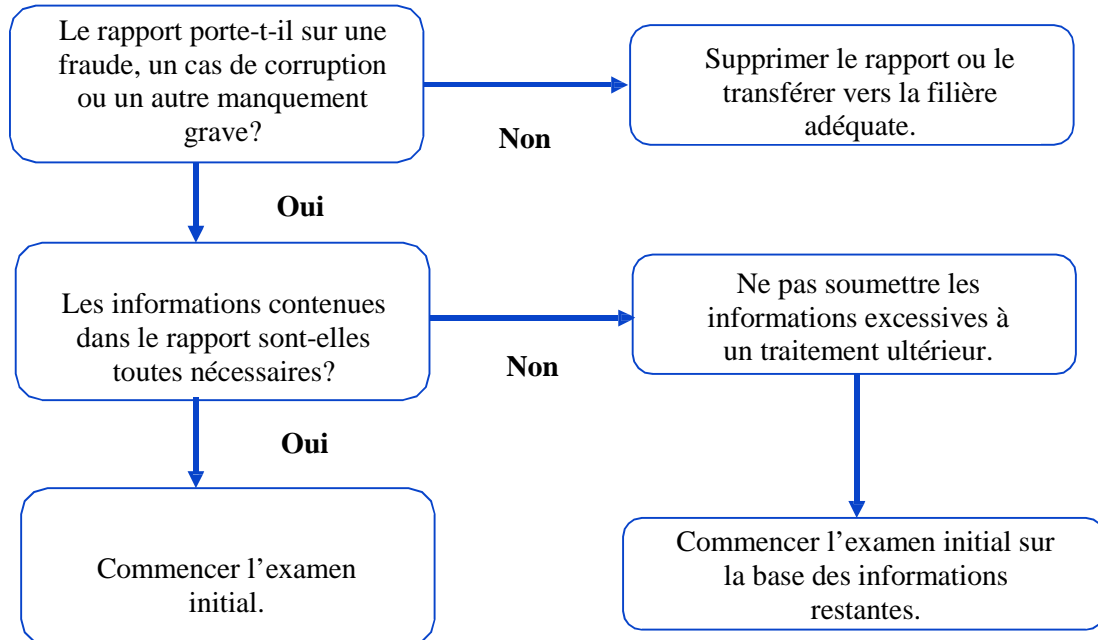 Le rapport porte-t-il sur une
fraude, un cas de corruption
ou un autre manquement
grave?
Supprimer le rapport ou le
transférer vers la filière
adéquate.
Non
Oui
Les informations contenues
dans le rapport sont-elles
toutes nécessaires?
Ne pas soumettre les
informations excessives à
un traitement ultérieur.
Non
Oui
Commencer l’examen
initial.
Commencer l’examen initial sur
la base des informations
restantes.